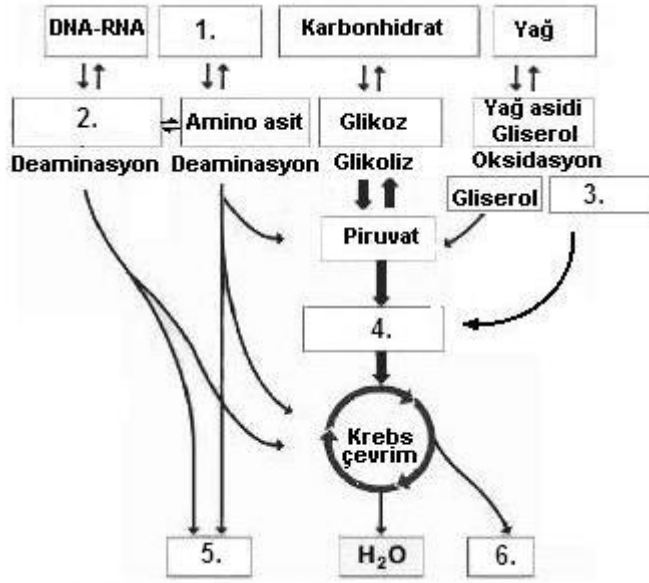 DNA-RNA
1.
Karbonhidrat
Yağ
2.
Amino asit
Glikoz
Yağ asidi
Gliserol
Deaminasyon
Deaminasyon
Glikoliz
Oksidasyon
Gliserol
3.
Piruvat
4.
Krebs
çevrim
5.
H₂O
6.